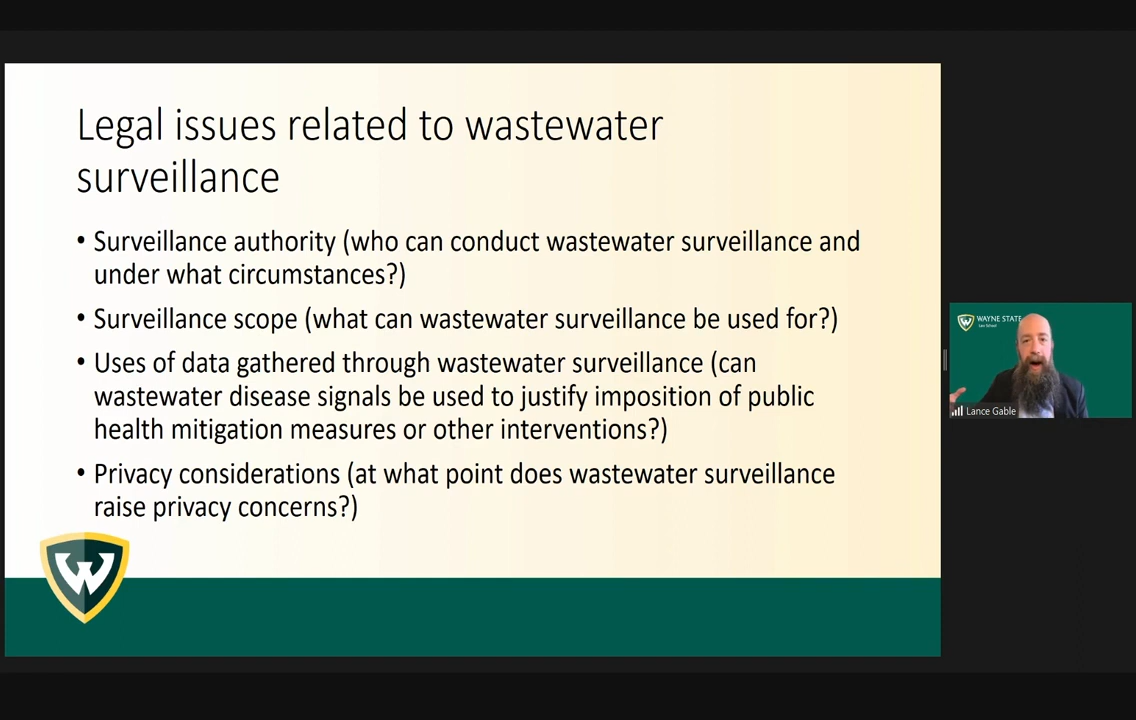 Legal issues related to wastewater
surveillance
• Surveillance authority (who can conduct wastewater surveillance and
under what circumstances?)
• Surveillance scope (what can wastewater surveillance be used for?)
• Uses of data gathered through wastewater surveillance (can
wastewater disease signals be used to justify imposition of public
health mitigation measures or other interventions?)
• Privacy considerations (at what point does wastewater surveillance
raise privacy concerns?)
W
WAYNE STATE
Law School
Lance Gable